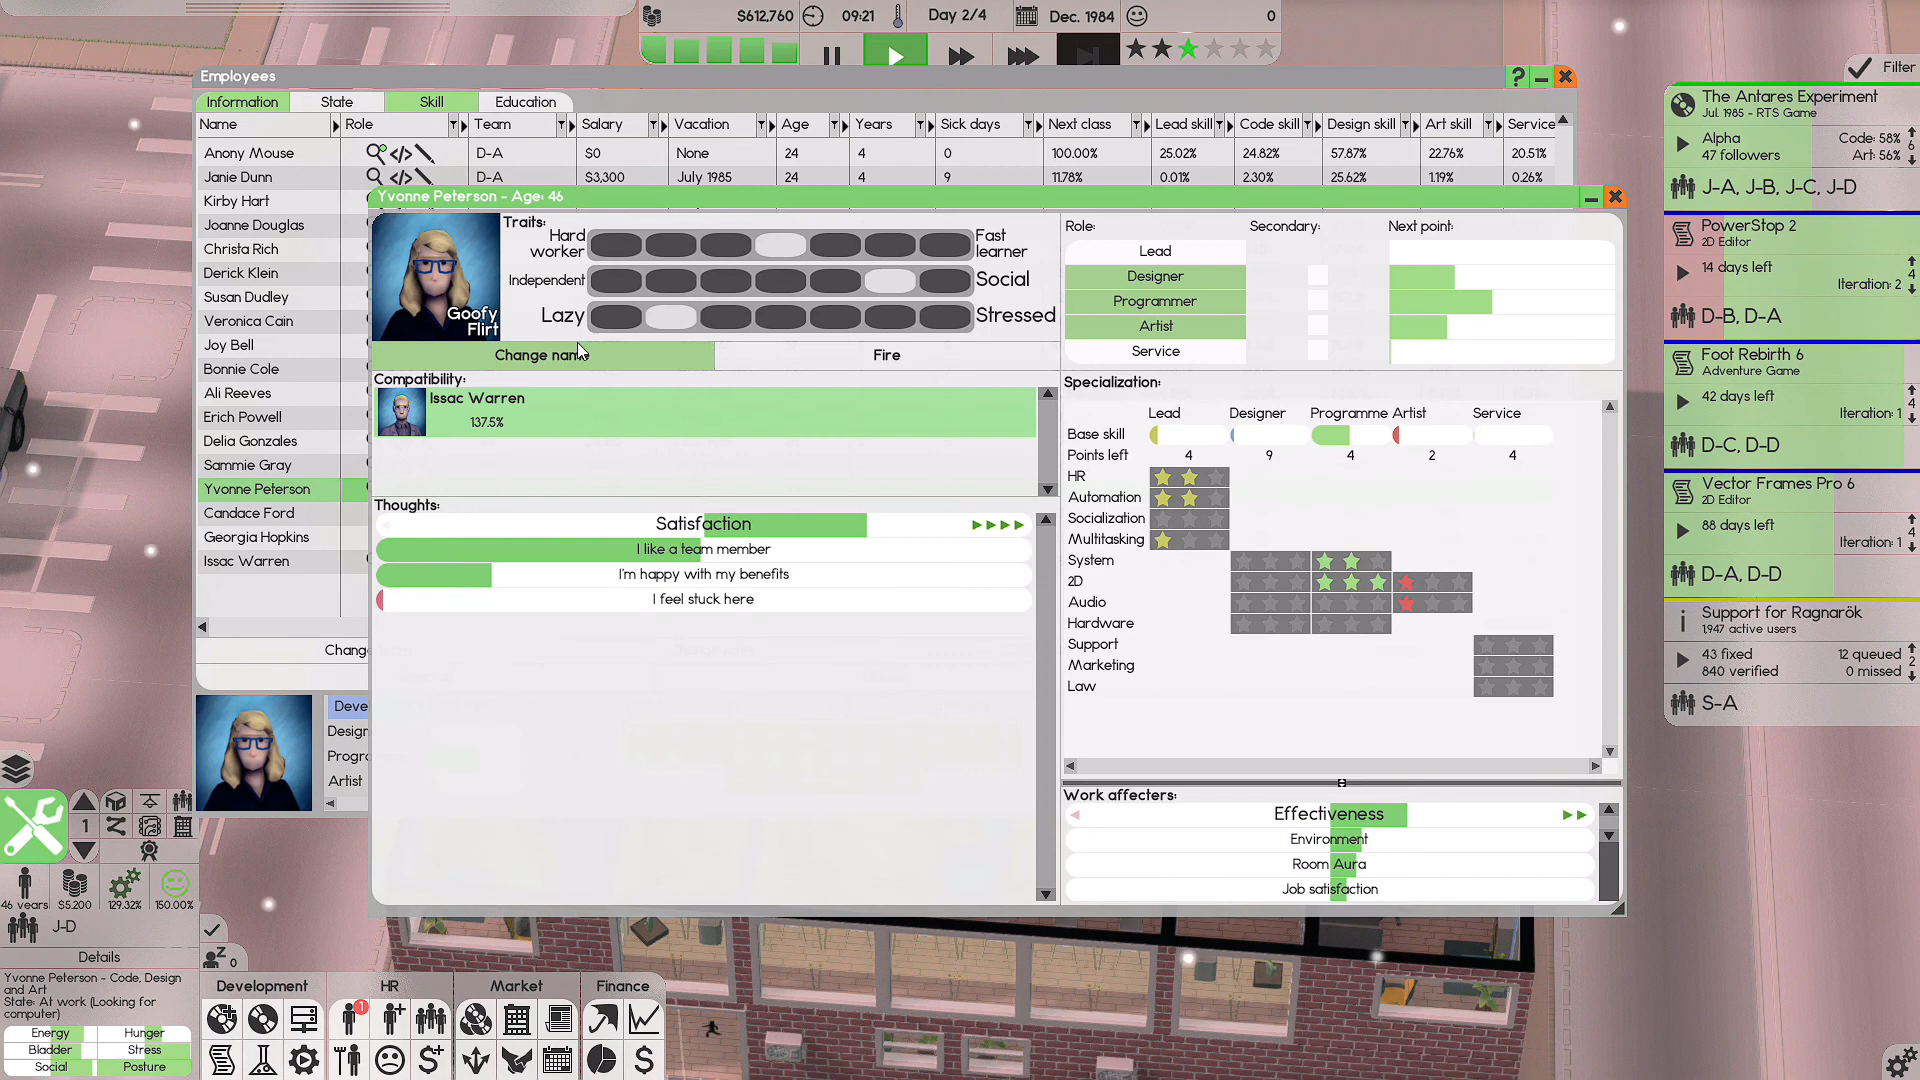 $612,760
09:21
Day 2/4
Dec. 1984
0
Employees
Information
State
Skill
Education
Name
Role
Team
Salary
Vacation
Age
Years
Sick days
Next class
Lead skill
Code skill
Design skill
Art skill
Service
Anony Mouse
D-A
$0
None
24
4
0
100.00%
25.02%
24.82%
57.87%
22.76%
20.51%
Janie Dunn
D-A
$3,300
July 1985
24
4
9
11.78%
0.01%
2.30%
25.62%
1.19%
0.26%
Kirby Hart
Joanne Douglas
Christa Rich
Derick Klein
Susan Dudley
Veronica Cain
Joy Bell
Bonnie Cole
Ali Reeves
Erich Powell
Delia Gonzales
Sammie Gray
Yvonne Peterson
Candace Ford
Georgia Hopkins
Issac Warren
Yvonne Peterson - Age: 46
Traits:
Goofy
Flirt
Hard worker
Fast learner
Independent
Social
Lazy
Stressed
Change name
Fire
Compatibility:
Issac Warren
137.5%
Thoughts:
Satisfaction
I like a team member
I'm happy with my benefits
I feel stuck here
Role:
Secondary:
Next point:
Lead
Designer
Programmer
Artist
Service
Specialization:
Lead
Designer
Programme
Artist
Service
Base skill
Points left
4
9
4
2
4
HR
Automation
Socialization
Multitasking
System
2D
Audio
Hardware
Support
Marketing
Law
Work affecters:
Effectiveness
Environment
Room Aura
Job satisfaction
Chang
Deve
Design
Progr
Artist
Filter
The Antares Experiment
Jul. 1985 - RTS Game
Alpha
47 followers
Code: 58%
Art: 56%
6
J-A, J-B, J-C, J-D
PowerStop 2
2D Editor
14 days left
Iteration: 2
4
D-B, D-A
Foot Rebirth 6
Adventure Game
42 days left
Iteration: 1
4
D-C, D-D
Vector Frames Pro 6
2D Editor
88 days left
Iteration: 1
4
D-A, D-D
Support for Ragnarök
1,947 active users
43 fixed
840 verified
12 queued
0 missed
2
S-A
1
46 years
$5,200
129.32%
150.00%
J-D
Details
Yvonne Peterson - Code, Design
and Art
State: At work (Looking for
computer)
Energy
Hunger
Bladder
Stress
Social
Posture
Z
0
Development
HR
Market
Finance
1